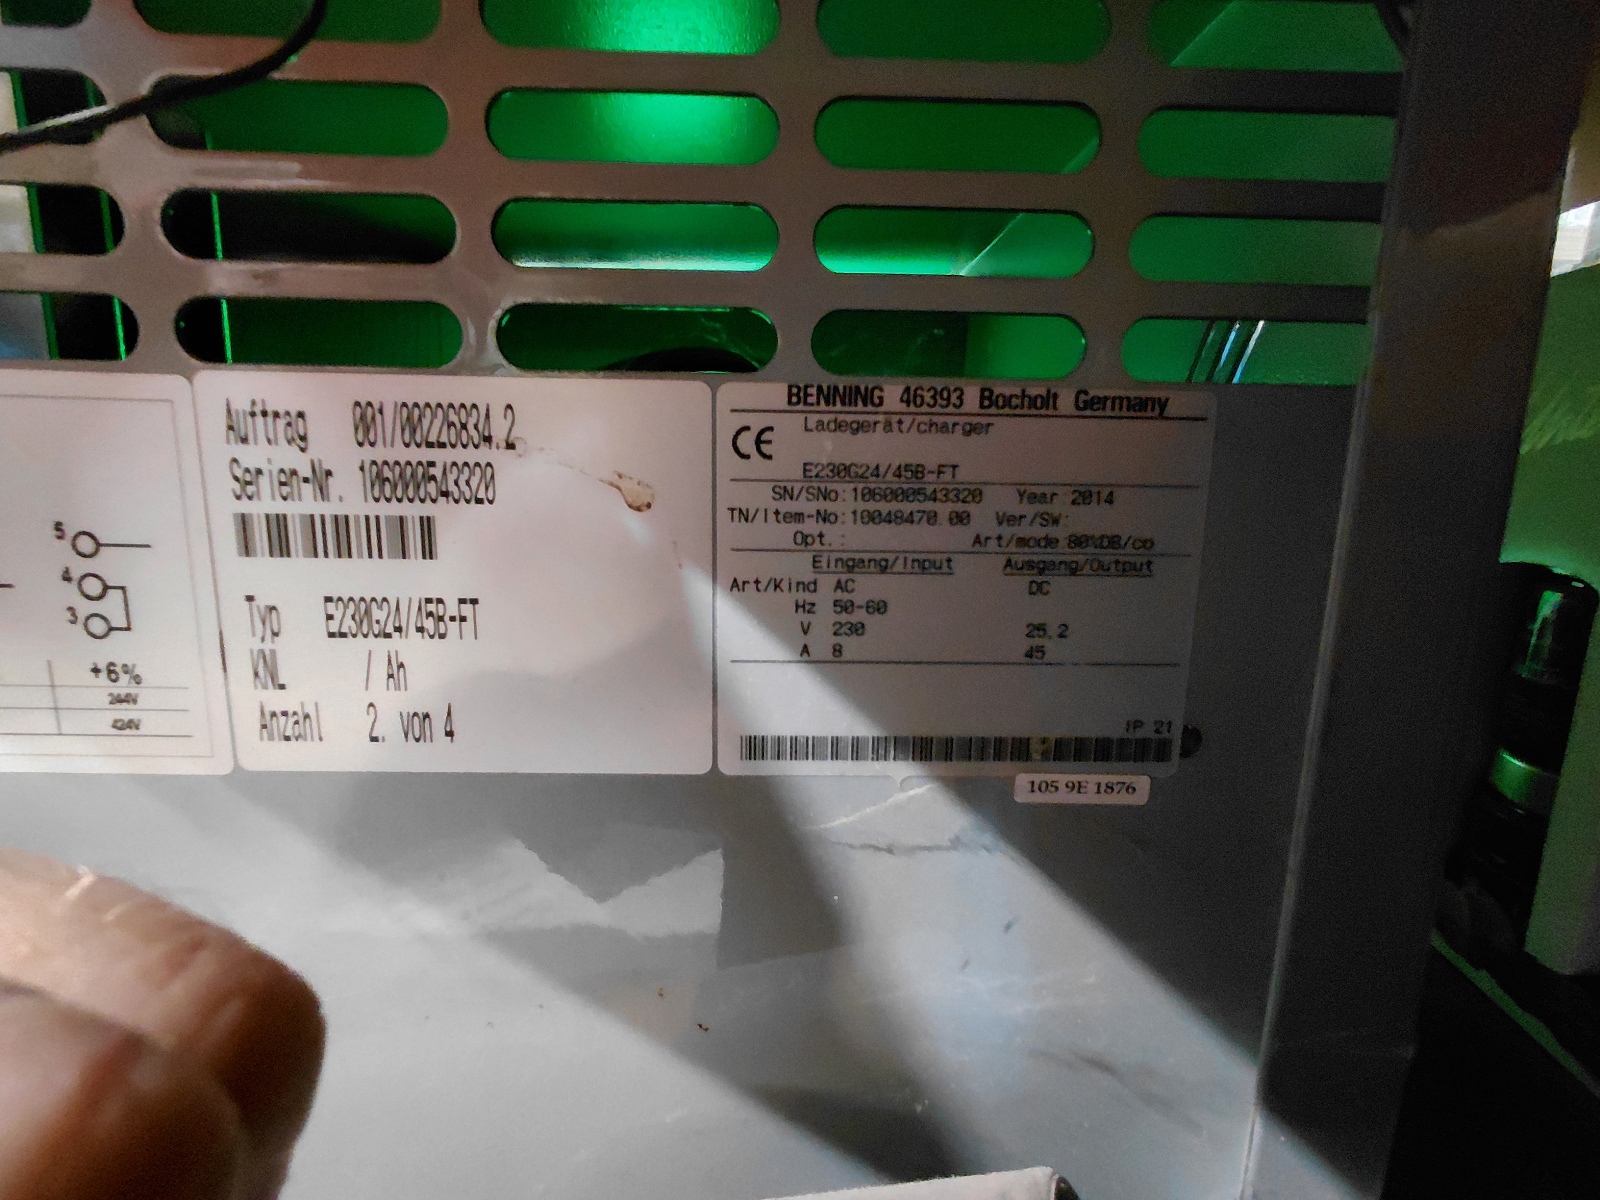 5
4
3
+6%
244V
424V
Auftrag 001/00226834.2
Serien-Nr. 106000543320
Typ E230G24/45B-FT
KNL / Ah
Anzahl 2. von 4
BENNING 46393 Bocholt Germany
CE Ladegerät/charger
E230G24/45B-FT
SN/SNo:106000543320 Year:2014
TN/Item-No:10048470.00 Ver/SW:
Opt.: Art/mode:80%DB/co
Eingang/Input Ausgang/Output
Art/Kind AC DC
Hz 50-60
V 230 25,2
A 8 45
IP 21
105 9E 1876